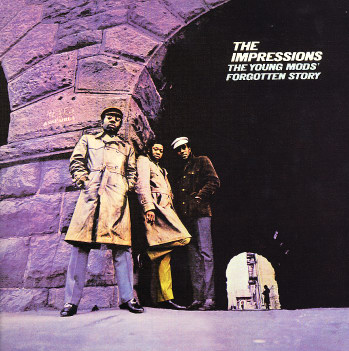 THE
IMPRESSIONS
THE YOUNG MODS'
FORGOTTEN STORY